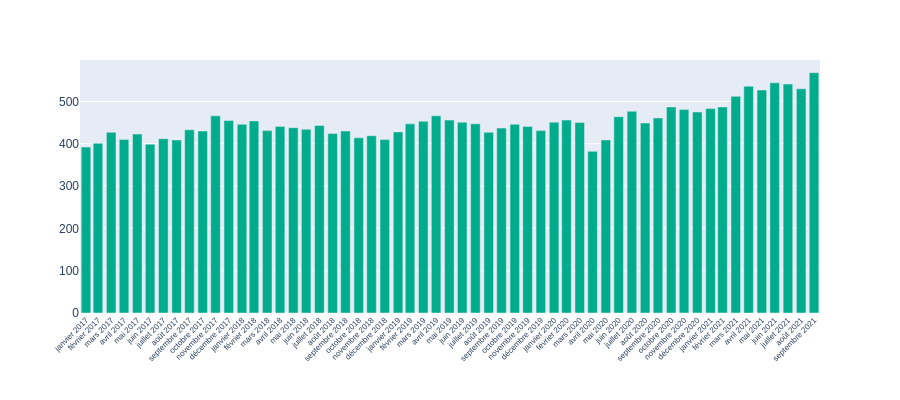 500
400
300
200
100
0
janvier 2017
février 2017
mars 2017
avril 2017
mai 2017
juin 2017
juillet 2017
août 2017
septembre 2017
octobre 2017
novembre 2017
décembre 2017
janvier 2018
février 2018
mars 2018
avril 2018
mai 2018
juin 2018
juillet 2018
août 2018
septembre 2018
octobre 2018
novembre 2018
décembre 2018
janvier 2019
février 2019
mars 2019
avril 2019
mai 2019
juin 2019
juillet 2019
août 2019
septembre 2019
octobre 2019
novembre 2019
décembre 2019
janvier 2020
février 2020
mars 2020
avril 2020
mai 2020
juin 2020
juillet 2020
août 2020
septembre 2020
octobre 2020
novembre 2020
décembre 2020
janvier 2021
février 2021
mars 2021
avril 2021
mai 2021
juin 2021
juillet 2021
août 2021
septembre 2021